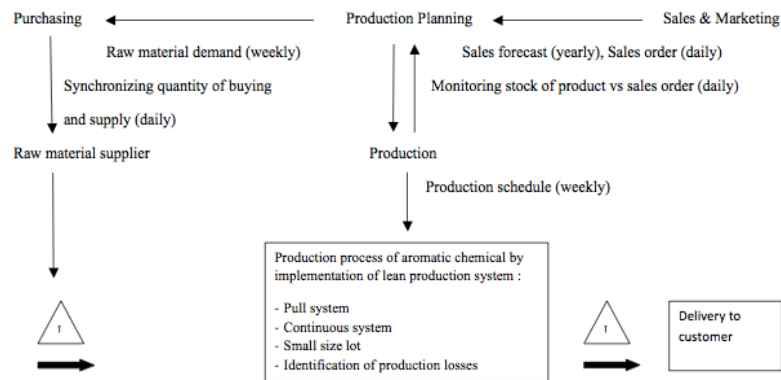 Purchasing
Production Planning
Sales & Marketing
Raw material demand (weekly)
Sales forecast (yearly), Sales order (daily)
Synchronizing quantity of buying
and supply (daily)
Monitoring stock of product vs sales order (daily)
Raw material supplier
Production
Production schedule (weekly)
Production process of aromatic chemical by
implementation of lean production system :
- Pull system
- Continuous system
- Small size lot
- Identification of production losses
Delivery to
customer